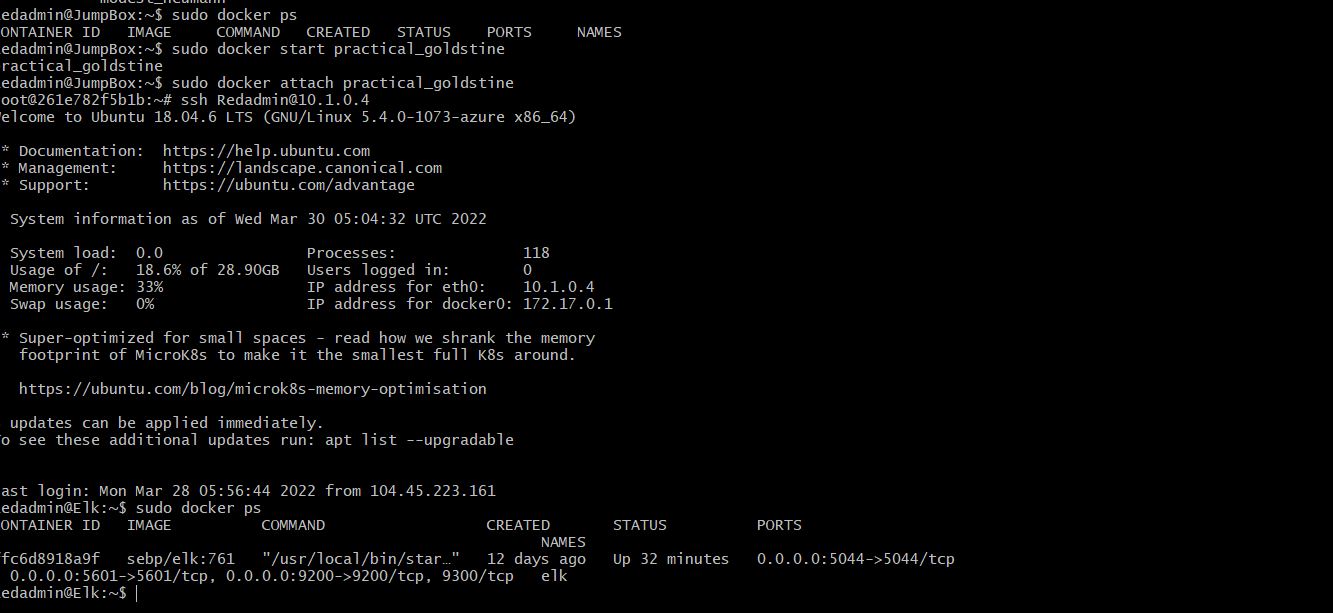 modest_neumann
edadmin@JumpBox:~$ sudo docker ps
ONTAINER ID   IMAGE     COMMAND   CREATED   STATUS    PORTS     NAMES
edadmin@JumpBox:~$ sudo docker start practical_goldstine
ractical_goldstine
edadmin@JumpBox:~$ sudo docker attach practical_goldstine
oot@261e782f5b1b:~# ssh Redadmin@10.1.0.4
elcome to Ubuntu 18.04.6 LTS (GNU/Linux 5.4.0-1073-azure x86_64)
* Documentation:  https://help.ubuntu.com
* Management:     https://landscape.canonical.com
* Support:        https://ubuntu.com/advantage
System information as of Wed Mar 30 05:04:32 UTC 2022
System load:  0.0                Processes:              118
Usage of /:   18.6% of 28.90GB   Users logged in:        0
Memory usage: 33%                IP address for eth0:    10.1.0.4
Swap usage:   0%                 IP address for docker0: 172.17.0.1
* Super-optimized for small spaces - read how we shrank the memory
footprint of MicroK8s to make it the smallest full K8s around.
https://ubuntu.com/blog/microk8s-memory-optimisation
updates can be applied immediately.
o see these additional updates run: apt list --upgradable
ast login: Mon Mar 28 05:56:44 2022 from 104.45.223.161
edadmin@Elk:~$ sudo docker ps
ONTAINER ID   IMAGE          COMMAND                  CREATED       STATUS          PORTS
NAMES
fc6d8918a9f   sebp/elk:761   "/usr/local/bin/star…"   12 days ago   Up 32 minutes   0.0.0.0:5044->5044/tcp
0.0.0.0:5601->5601/tcp, 0.0.0.0:9200->9200/tcp, 9300/tcp   elk
edadmin@Elk:~$